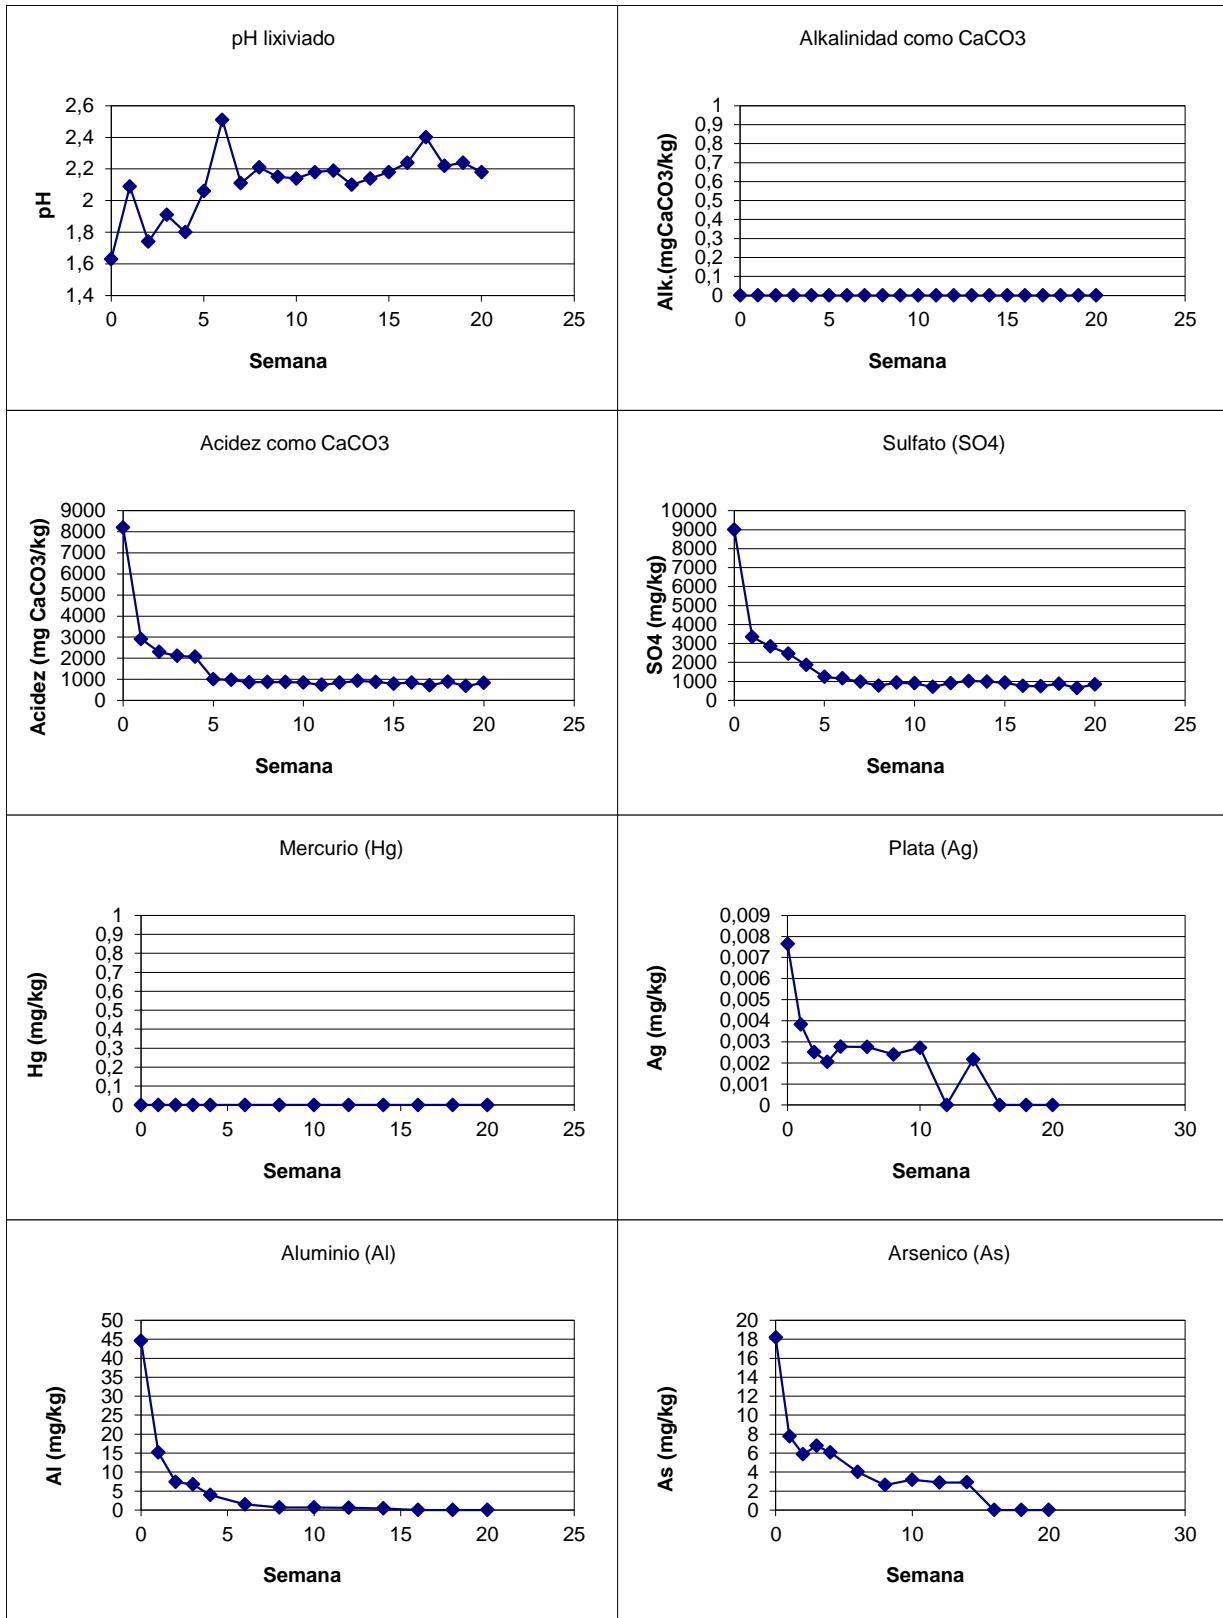 pH lixiviado
2,6
2,4
2,2
2
1,8
1,6
1,4
pH
0 5 10 15 20 25
Semana
Alkalinidad como CaCO3
1
0,9
0,8
0,7
0,6
0,5
0,4
0,3
0,2
0,1
0
Alk.(mgCaCO3/kg)
0 5 10 15 20 25
Semana
Acidez como CaCO3
9000
8000
7000
6000
5000
4000
3000
2000
1000
0
Acidez (mg CaCO3/kg)
0 5 10 15 20 25
Semana
Sulfato (SO4)
10000
9000
8000
7000
6000
5000
4000
3000
2000
1000
0
SO4 (mg/kg)
0 5 10 15 20 25
Semana
Mercurio (Hg)
1
0,9
0,8
0,7
0,6
0,5
0,4
0,3
0,2
0,1
0
Hg (mg/kg)
0 5 10 15 20 25
Semana
Plata (Ag)
0,009
0,008
0,007
0,006
0,005
0,004
0,003
0,002
0,001
0
Ag (mg/kg)
0 10 20 30
Semana
Aluminio (Al)
50
45
40
35
30
25
20
15
10
5
0
Al (mg/kg)
0 5 10 15 20 25
Semana
Arsenico (As)
20
18
16
14
12
10
8
6
4
2
0
As (mg/kg)
0 10 20 30
Semana